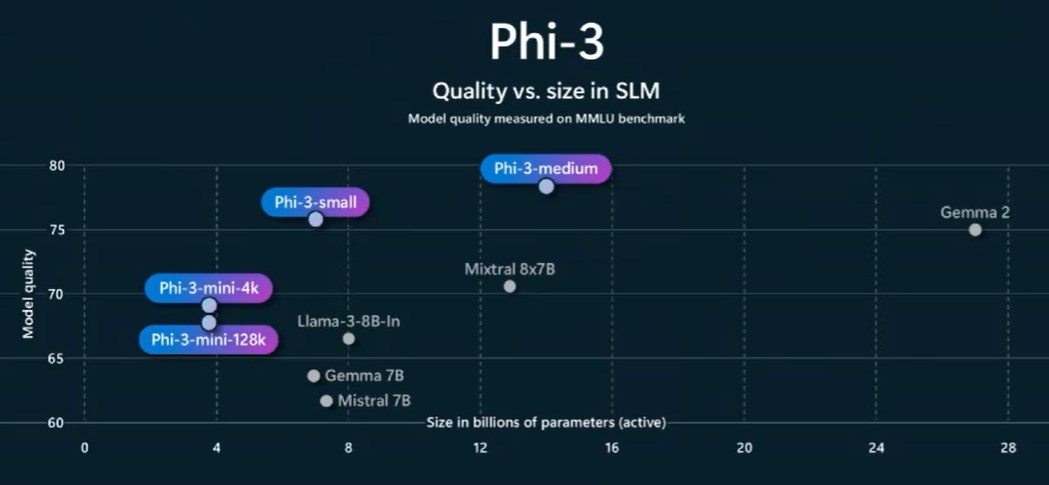 Phi-3
Quality vs. size in SLM
Model quality measured on MMLU benchmark
80
Phi-3-medium
Phi-3-small
Gemma 2
75
Model quality
Mixtral 8x7B
Phi-3-mini-4k
70
Llama-3-8B-In
Phi-3-mini-128k
65
Gemma 7B
Mistral 7B
60
Size in billions of parameters (active)
0 4 8 12 16 20 24 28